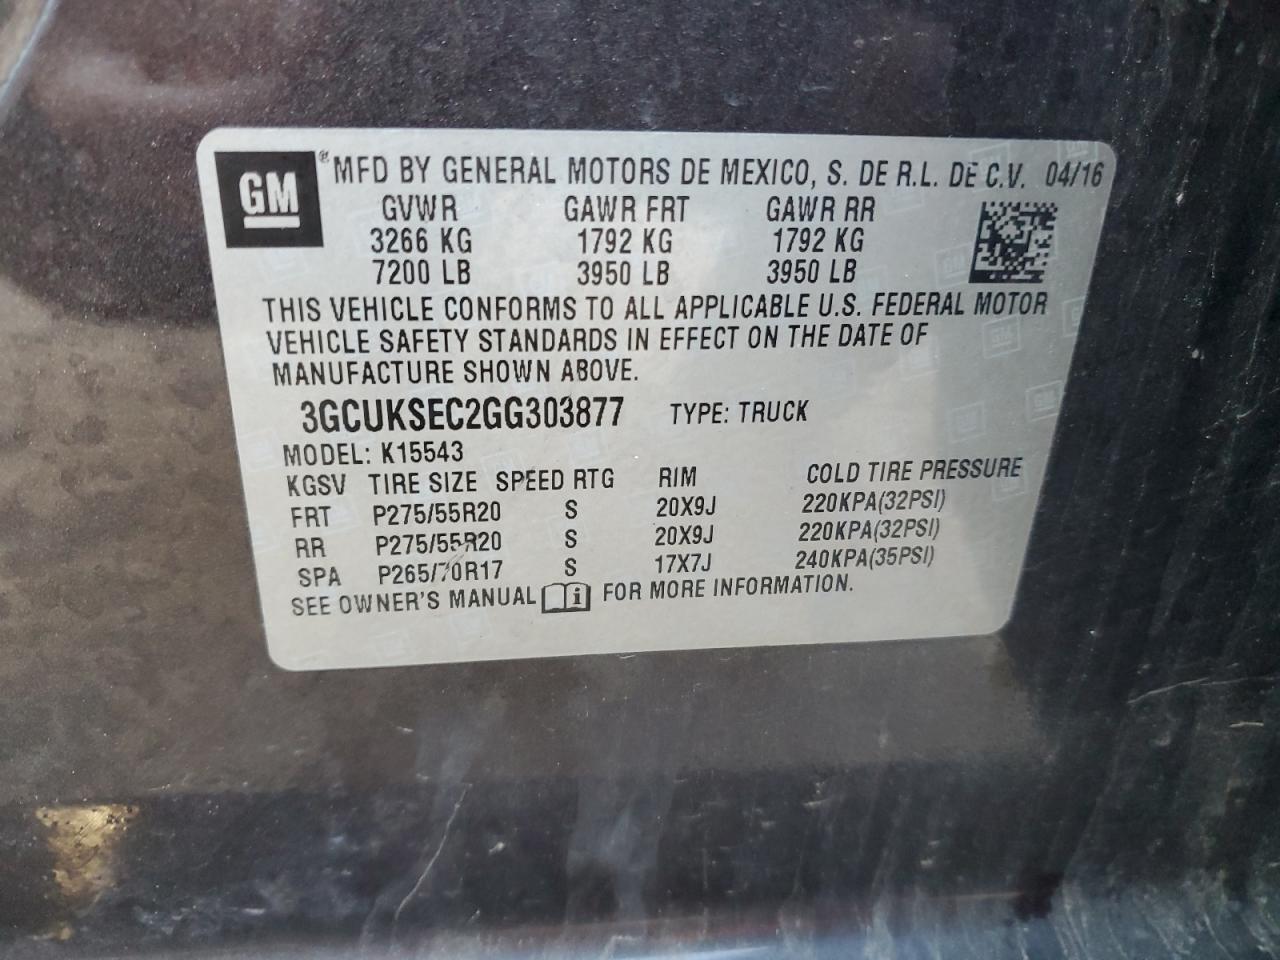 GM ® MFD BY GENERAL MOTORS DE MEXICO, S. DE R.L. DE C.V. 04/16
GVWR GAWR FRT GAWR RR
3266 KG 1792 KG 1792 KG
7200 LB 3950 LB 3950 LB
THIS VEHICLE CONFORMS TO ALL APPLICABLE U.S. FEDERAL MOTOR
VEHICLE SAFETY STANDARDS IN EFFECT ON THE DATE OF
MANUFACTURE SHOWN ABOVE.
3GCUKSEC2GG303877 TYPE: TRUCK
MODEL: K15543
KGSV TIRE SIZE SPEED RTG RIM COLD TIRE PRESSURE
FRT P275/55R20 S 20X9J 220KPA(32PSI)
RR P275/55R20 S 20X9J 220KPA(32PSI)
SPA P265/70R17 S 17X7J 240KPA(35PSI)
SEE OWNER'S MANUAL i FOR MORE INFORMATION.